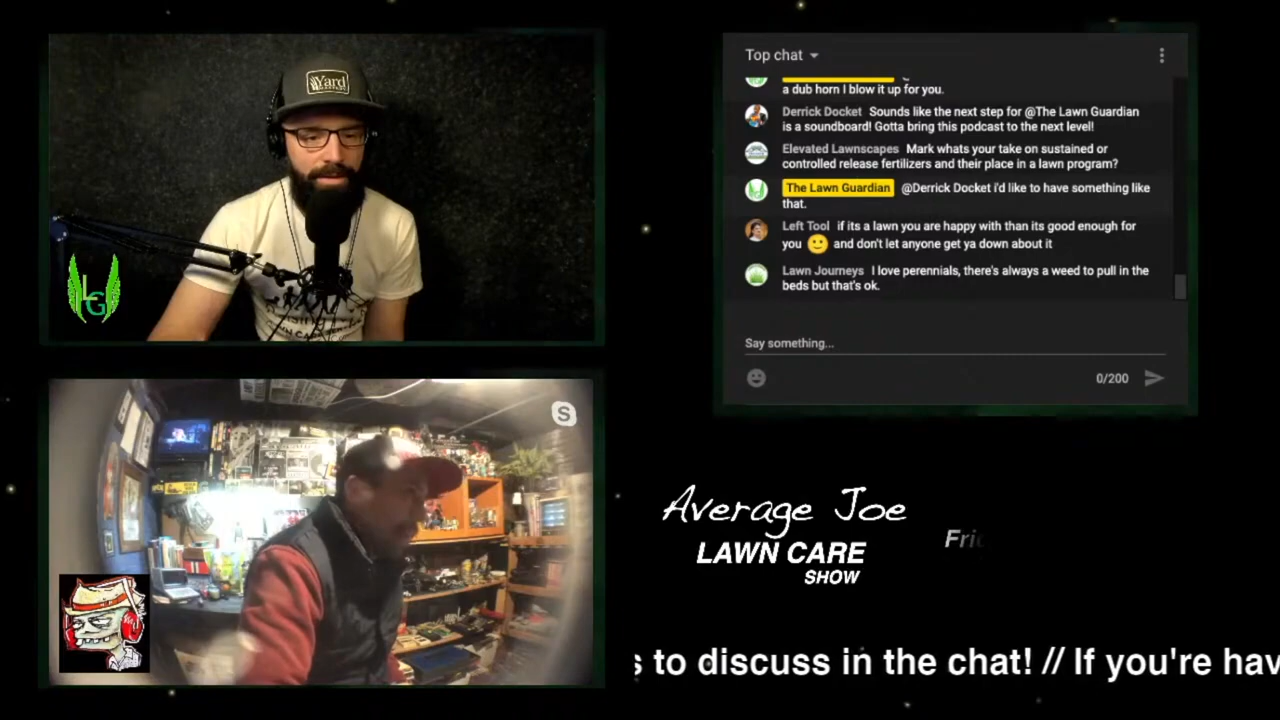 Yard
LG
S
Top chat
a dub horn I blow it up for you.
Derrick Docket Sounds like the next step for @The Lawn Guardian
is a soundboard! Gotta bring this podcast to the next level!
Elevated Lawnscapes Mark whats your take on sustained or
controlled release fertilizers and their place in a lawn program?
The Lawn Guardian @Derrick Docket i'd like to have something like
that.
Left Tool if its a lawn you are happy with than its good enough for
you 🙂 and don't let anyone get ya down about it
Lawn Journeys I love perennials, there's always a weed to pull in the
beds but that's ok.
Say something...
0/200
Average Joe
LAWN CARE
SHOW
Fri
s to discuss in the chat! // If you're hav